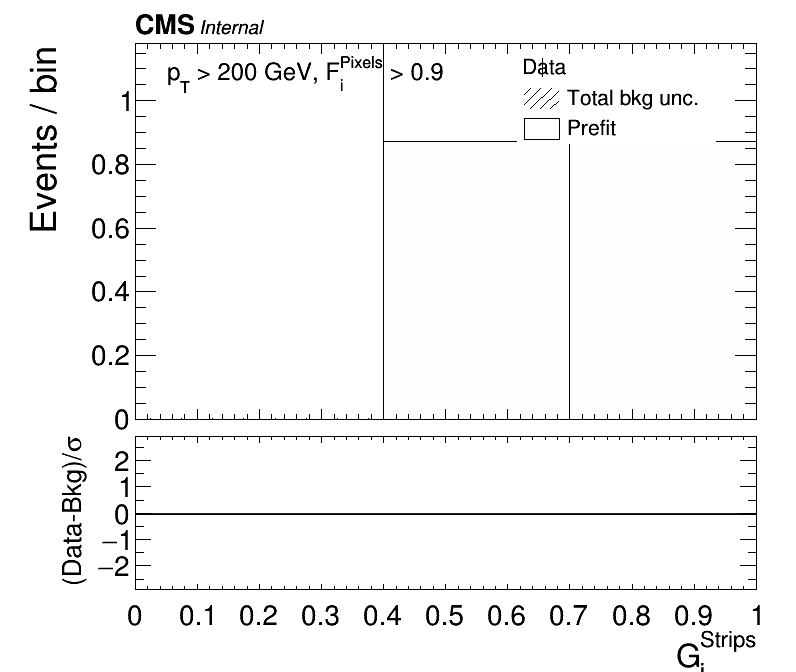 CMS Internal
p_T > 200 GeV, F_i^Pixels > 0.9
Data
Total bkg unc.
Prefit
Events / bin
1
0.8
0.6
0.4
0.2
0
(Data-Bkg)/σ
2
1
0
−1
−2
0 0.1 0.2 0.3 0.4 0.5 0.6 0.7 0.8 0.9 1
G_i^Strips